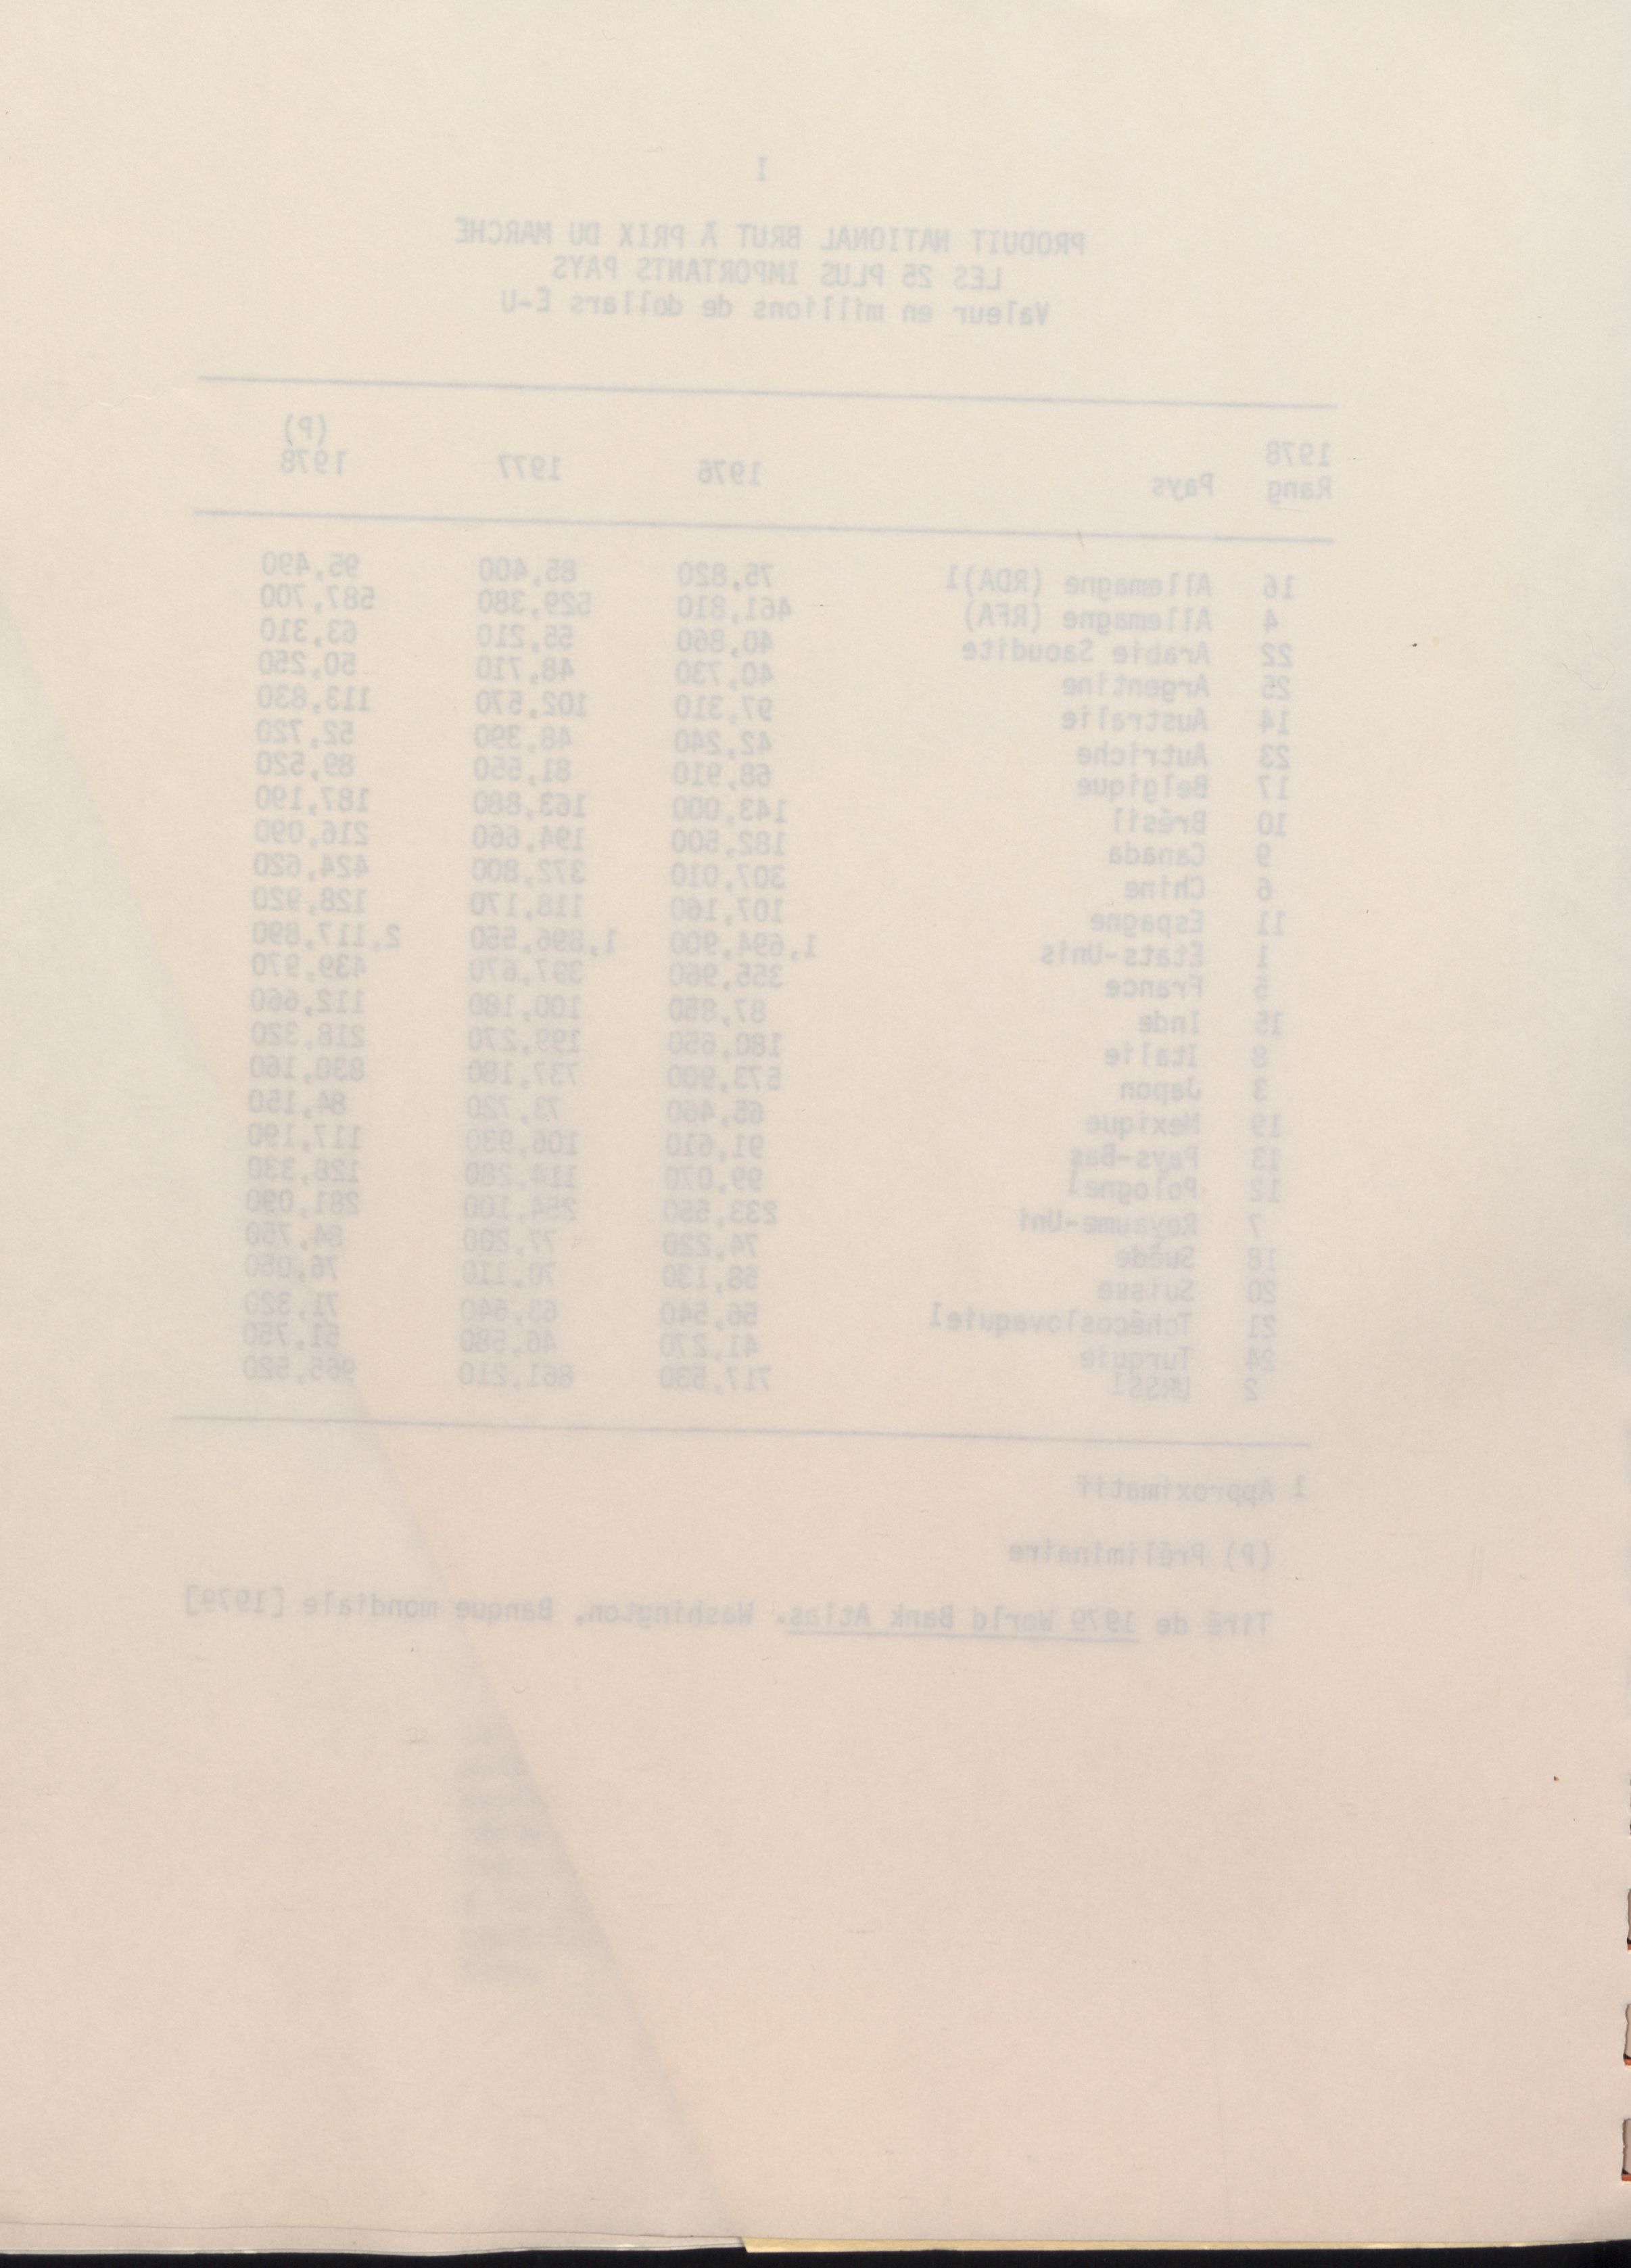 I
PRODUIT NATIONAL BRUT À PRIX DU MARCHE
LES 25 PLUS IMPORTANTS PAYS
Valeur en millions de dollars E-U
1978 Rang Pays 1976 1977 (P) 1978
16 Allemagne (RDA)1 75,820 85,400 95,490
4 Allemagne (RFA) 461,810 529,380 587,700
22 Arabie Saoudite 40,860 55,210 63,310
25 Argentine 40,730 48,710 50,250
14 Australie 97,310 102,570 113,830
23 Autriche 42,240 48,390 52,720
17 Belgique 68,910 81,550 89,520
10 Brésil 143,000 163,880 187,190
9 Canada 182,500 194,660 216,090
6 Chine 307,010 372,800 424,620
11 Espagne 107,160 118,170 128,920
1 Etats-Unis 1,694,900 1,896,550 2,117,890
5 France 355,960 397,670 439,970
15 Inde 87,850 100,180 112,660
8 Italie 180,650 199,270 218,320
3 Japon 573,900 737,180 830,160
19 Mexique 65,460 73,720 84,150
13 Pays-Bas 91,610 106,930 117,190
12 Pologne1 99,070 114,280 128,330
7 Royaume-Uni 233,550 254,100 281,090
18 Suède 74,220 77,200 84,750
20 Suisse 58,130 70,110 76,050
21 Tchécoslovaquie1 56,540 63,640 71,320
24 Turquie 41,270 46,580 51,750
2 URSS1 717,530 861,210 965,520
1 Approximatif
(P) Préliminaire
Tiré de 1979 World Bank Atlas. Washington, Banque mondiale [1979]